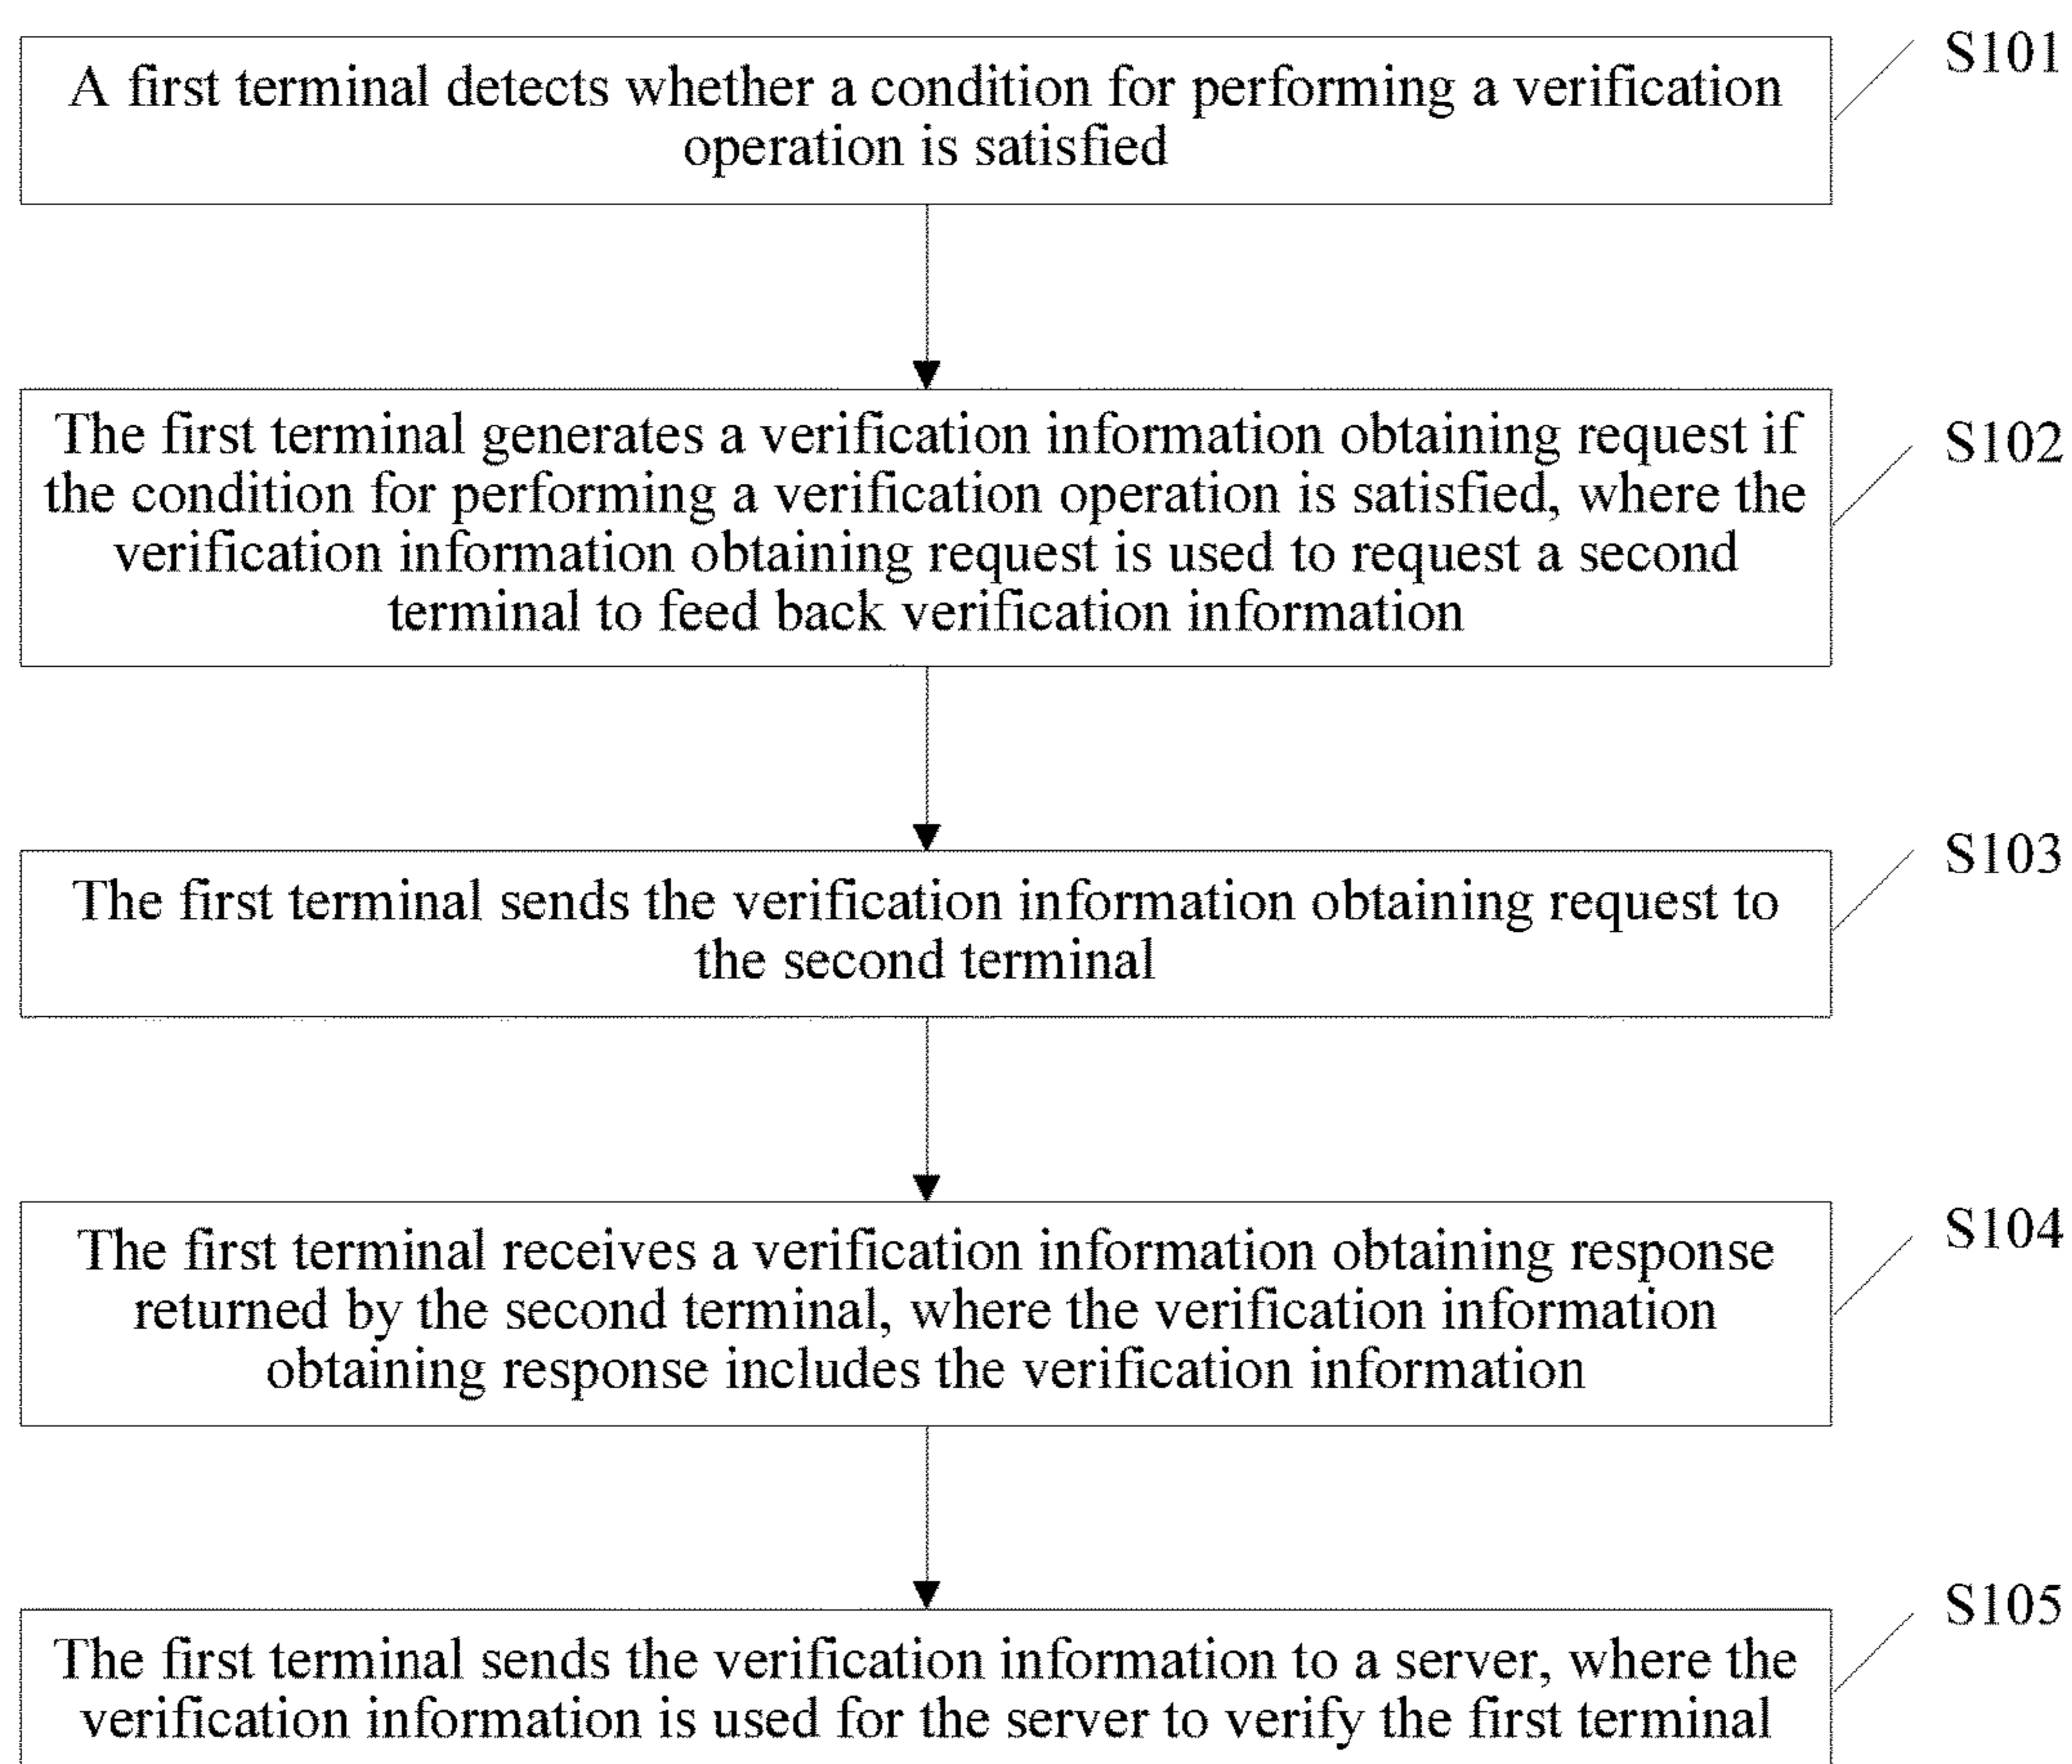 A first terminal detects whether a condition for performing a verification
operation is satisfied
S101
The first terminal generates a verification information obtaining request if
the condition for performing a verification operation is satisfied, where the
verification information obtaining request is used to request a second
terminal to feed back verification information
S102
The first terminal sends the verification information obtaining request to
the second terminal
S103
The first terminal receives a verification information obtaining response
returned by the second terminal, where the verification information
obtaining response includes the verification information
S104
The first terminal sends the verification information to a server, where the
verification information is used for the server to verify the first terminal
S105